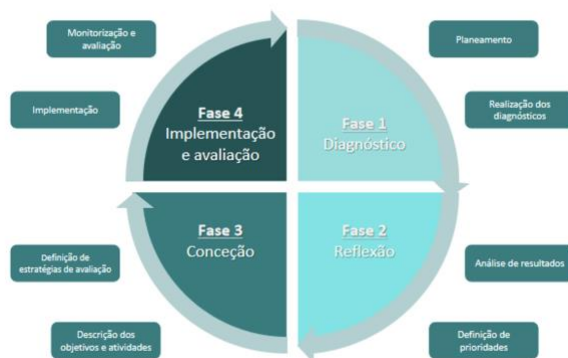 Monitorização e
avaliação
Planeamento
Implementação
Fase 4
Implementação
e avaliação
Fase 1
Diagnóstico
Realização dos
diagnósticos
Fase 3
Conceção
Fase 2
Reflexão
Definição de
estratégias de avaliação
Análise de resultados
Descrição dos
objetivos e atividades
Definição de
prioridades